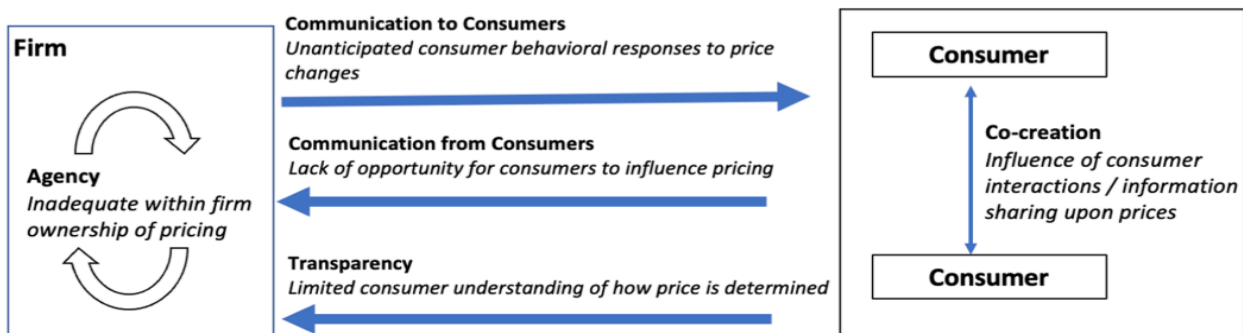 Firm
Agency
Inadequate within firm
ownership of pricing
Communication to Consumers
Unanticipated consumer behavioral responses to price
changes
Communication from Consumers
Lack of opportunity for consumers to influence pricing
Transparency
Limited consumer understanding of how price is determined
Consumer
Co-creation
Influence of consumer
interactions / information
sharing upon prices
Consumer